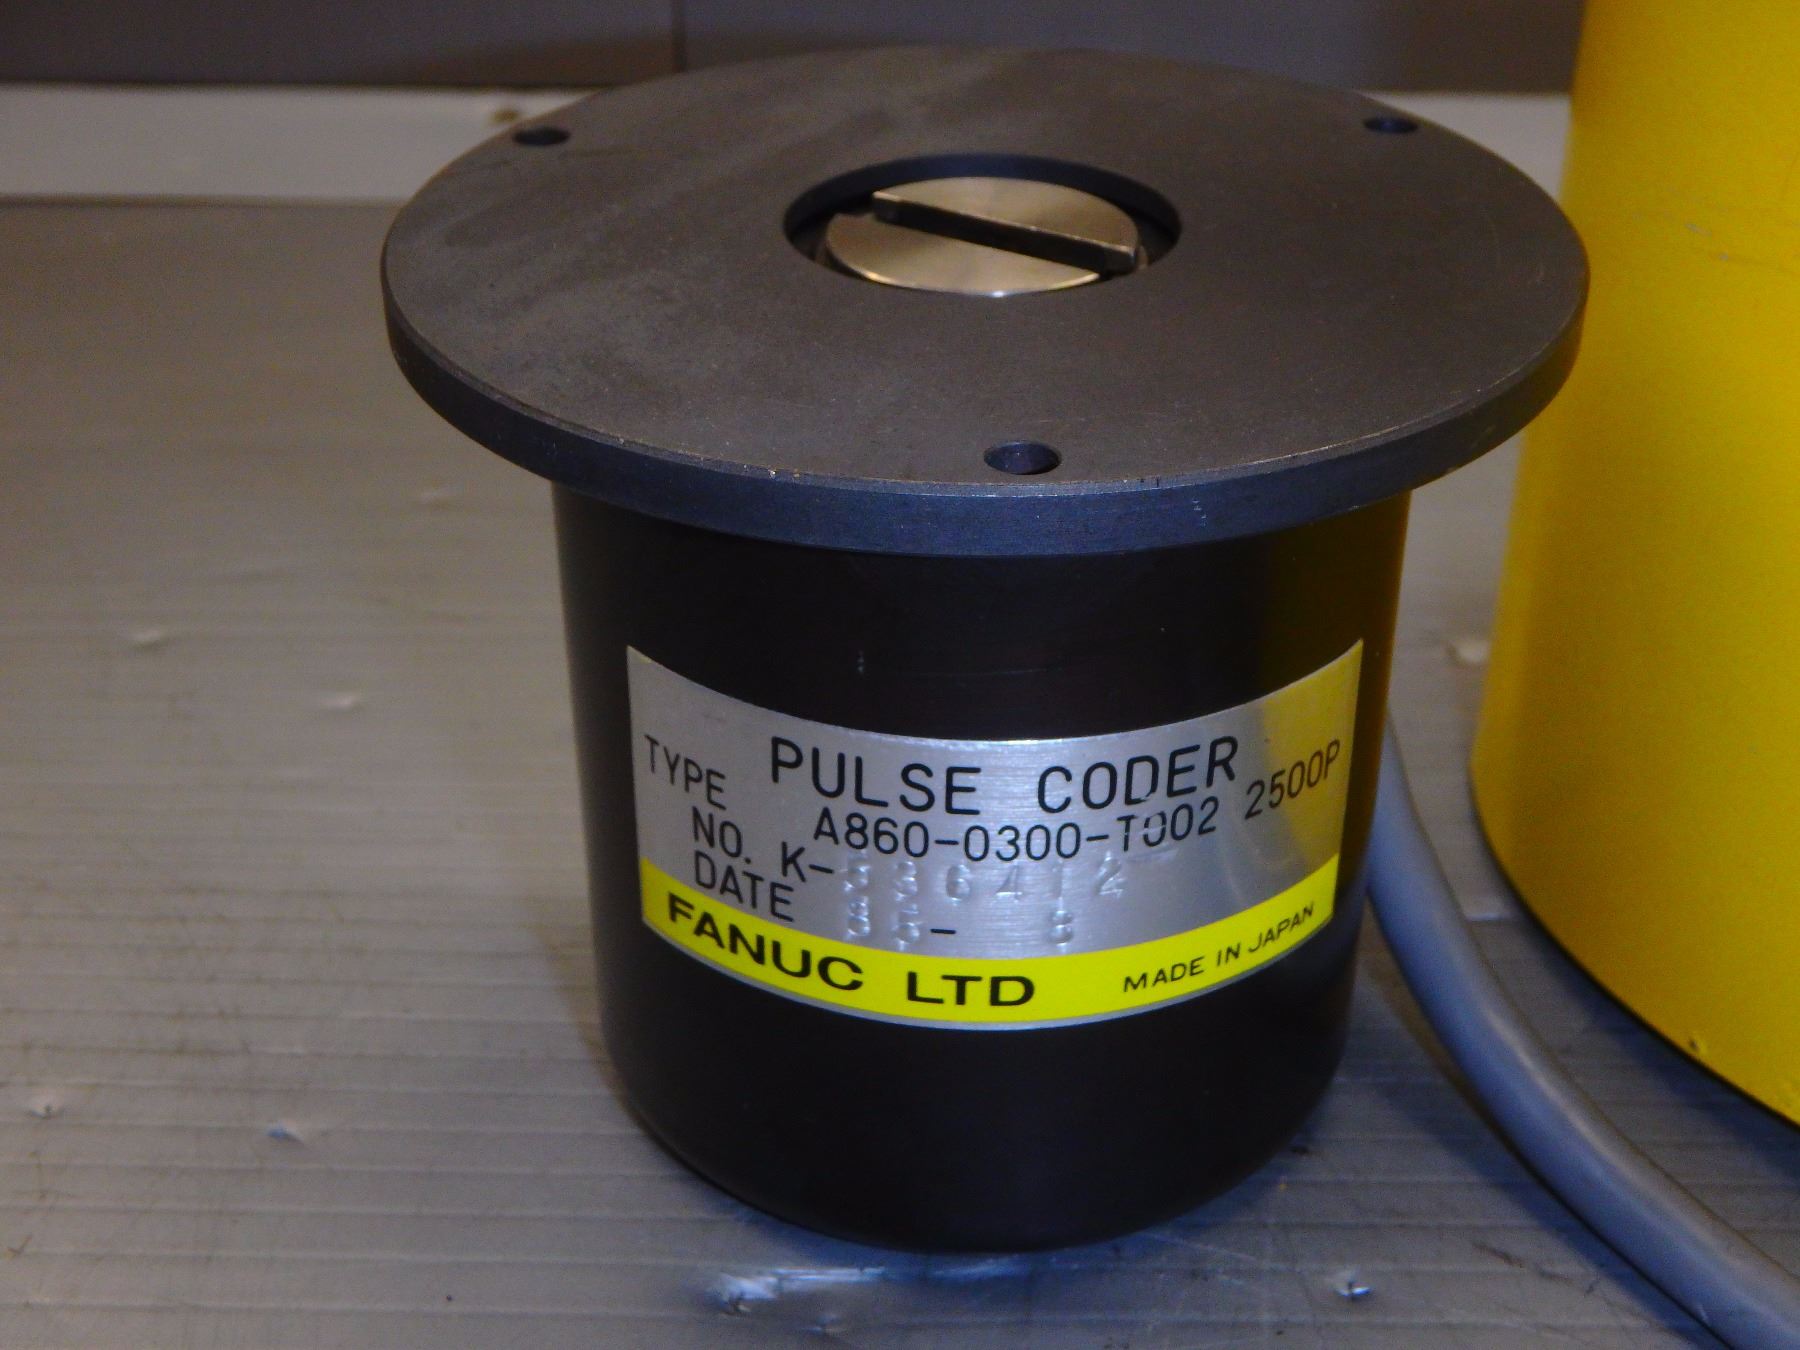 PULSE CODER
TYPE A860-0300-T002 2500P
NO. K-
DATE
FANUC LTD MADE IN JAPAN